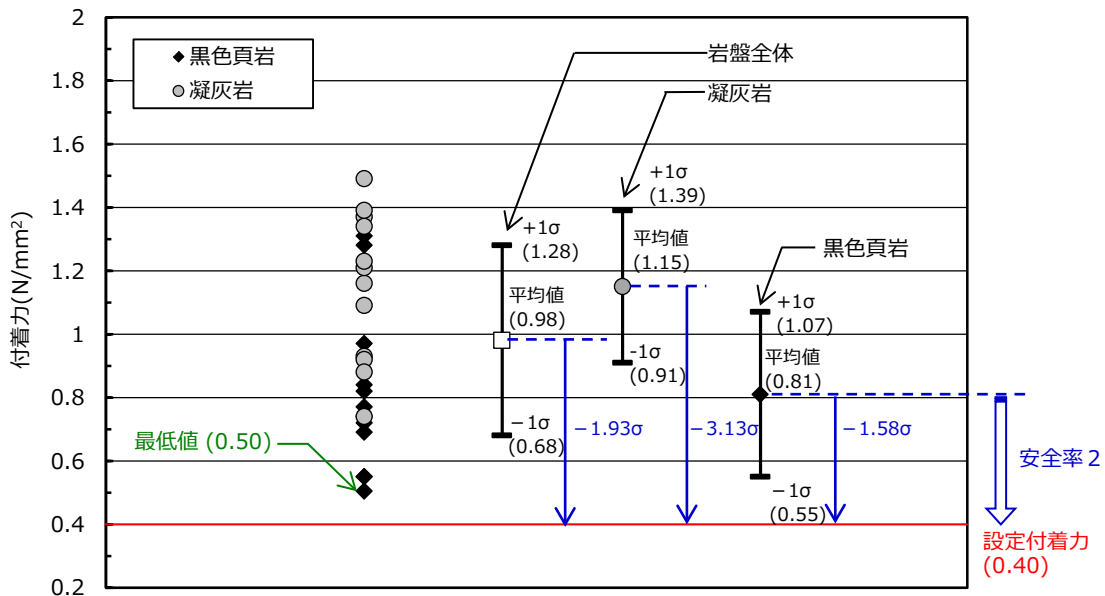 付着力(N/mm²)
2
1.8
1.6
1.4
1.2
1
0.8
0.6
0.4
0.2
黒色頁岩
凝灰岩
岩盤全体
凝灰岩
黒色頁岩
最低値 (0.50)
+1σ
(1.28)
平均値
(0.98)
−1σ
(0.68)
−1.93σ
+1σ
(1.39)
平均値
(1.15)
-1σ
(0.91)
−3.13σ
+1σ
(1.07)
平均値
(0.81)
−1σ
(0.55)
−1.58σ
安全率２
設定付着力
(0.40)